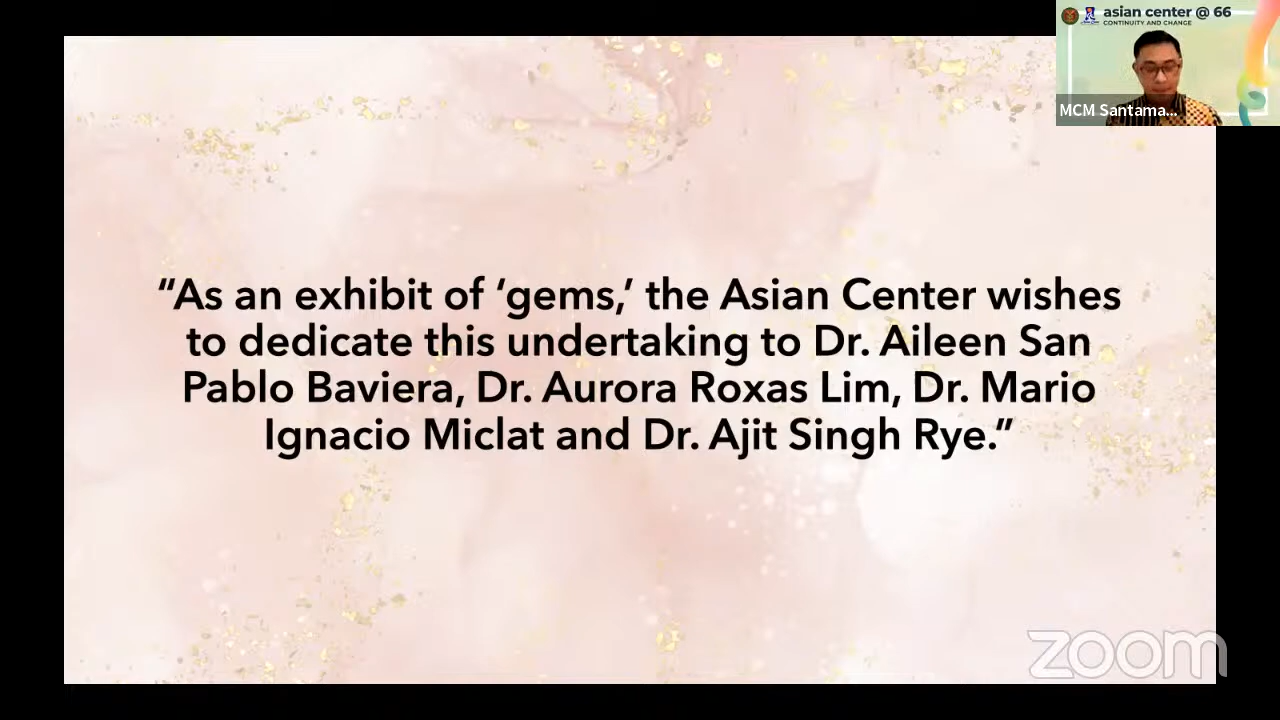 asian center @ 66
CONTINUITY AND CHANGE
MCM Santama...
“As an exhibit of ‘gems,’ the Asian Center wishes
to dedicate this undertaking to Dr. Aileen San
Pablo Baviera, Dr. Aurora Roxas Lim, Dr. Mario
Ignacio Miclat and Dr. Ajit Singh Rye.”
zoom